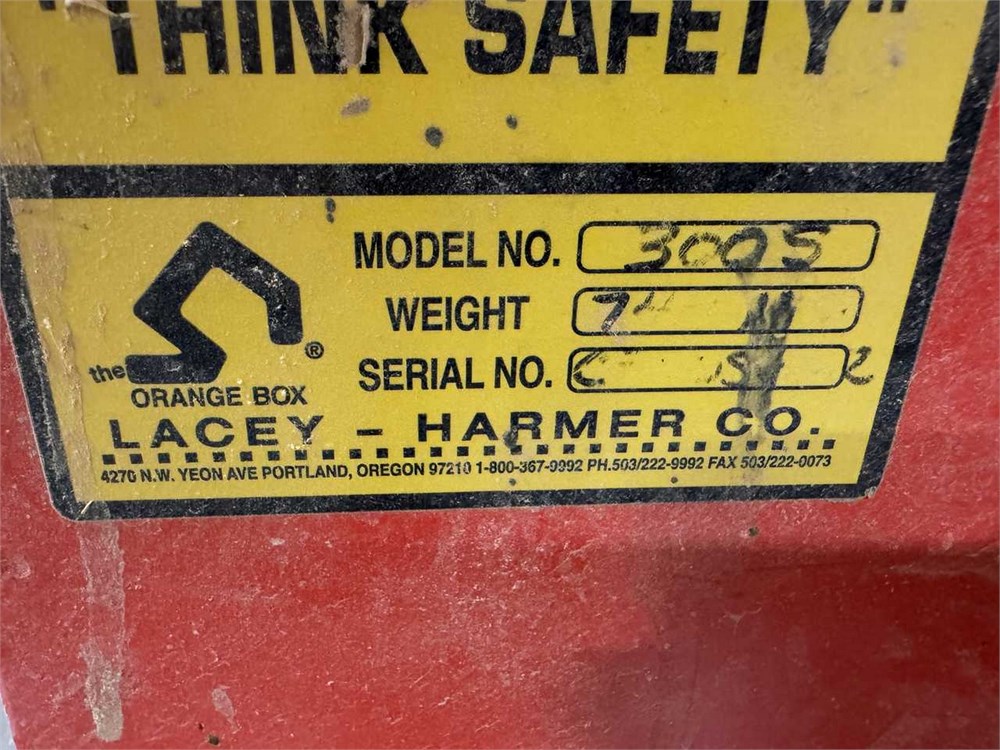 "THINK SAFETY"
MODEL NO. 3005
WEIGHT
SERIAL NO.
the
ORANGE BOX ®
LACEY - HARMER CO.
4270 N.W. YEON AVE PORTLAND, OREGON 97210 1-800-367-9992 PH.503/222-9992 FAX 503/222-0073